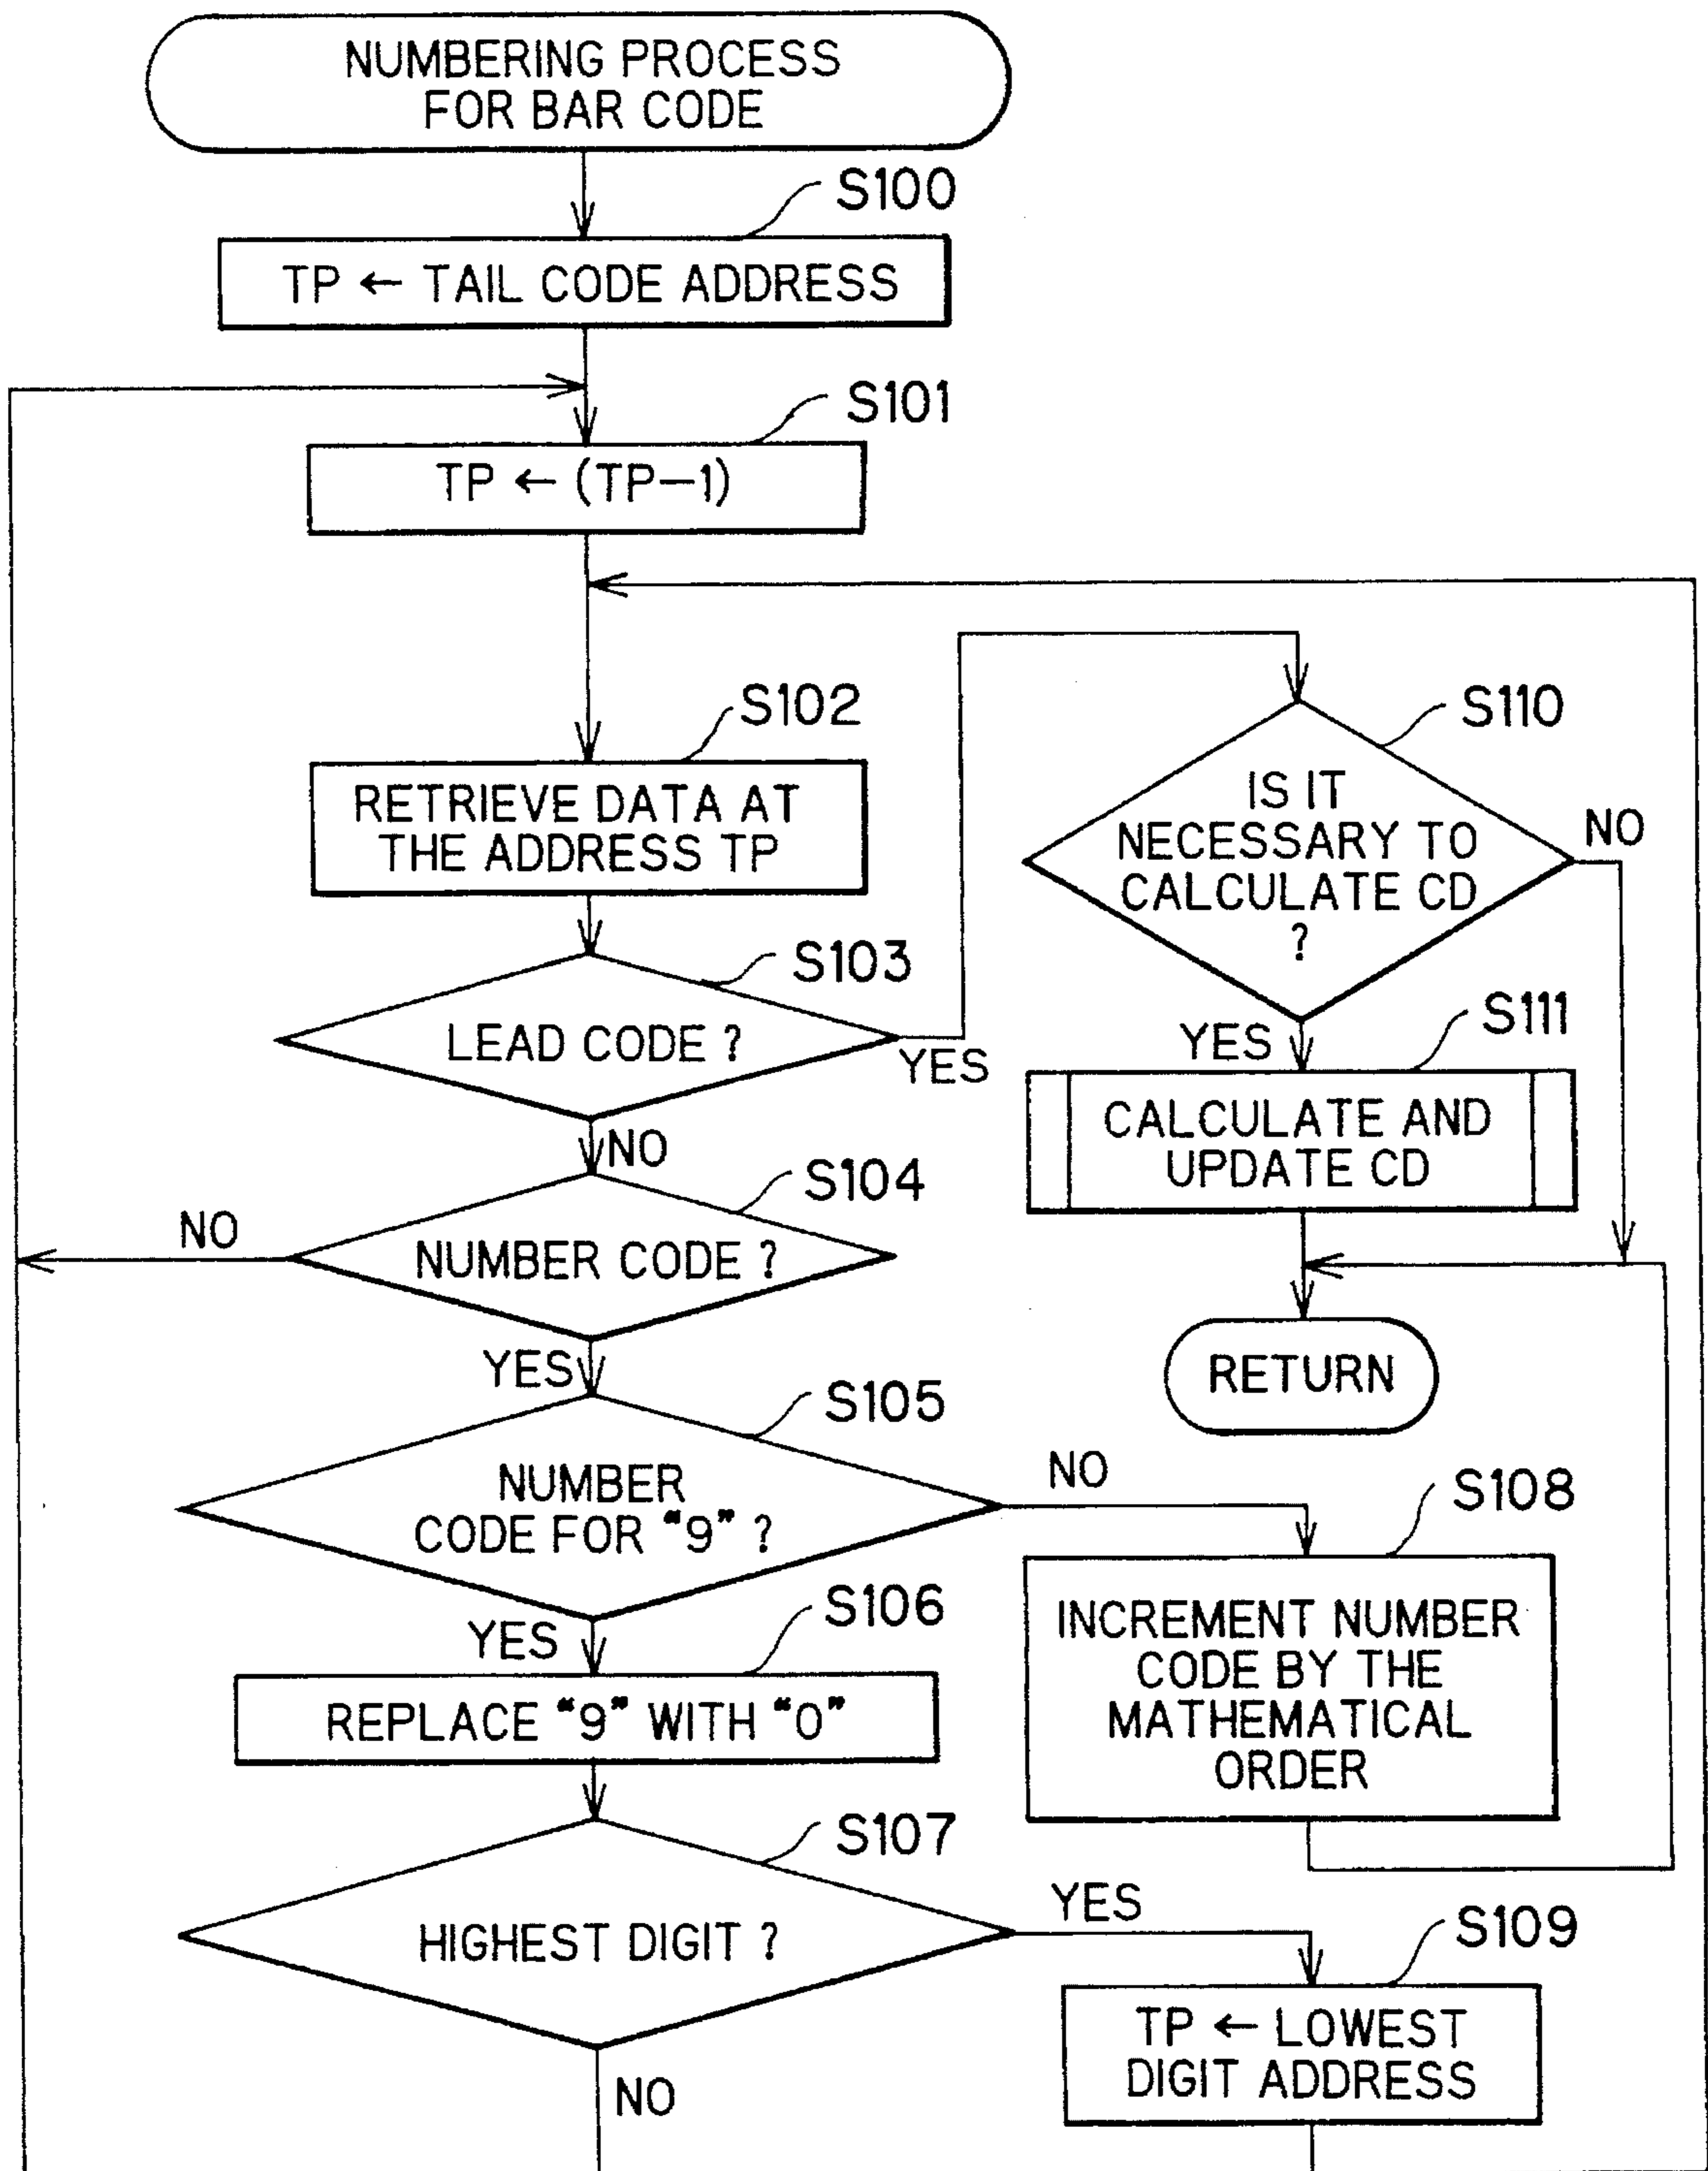 NUMBERING PROCESS
FOR BAR CODE
S100
TP ← TAIL CODE ADDRESS
S101
TP ← (TP-1)
S102
RETRIEVE DATA AT
THE ADDRESS TP
S103
LEAD CODE ?
YES
NO
S104
NUMBER CODE ?
NO
YES
S105
NUMBER
CODE FOR “9” ?
NO
YES
S106
REPLACE “9” WITH “0”
S107
HIGHEST DIGIT ?
YES
NO
S110
IS IT
NECESSARY TO
CALCULATE CD
?
NO
YES
S111
CALCULATE AND
UPDATE CD
RETURN
S108
INCREMENT NUMBER
CODE BY THE
MATHEMATICAL
ORDER
S109
TP ← LOWEST
DIGIT ADDRESS